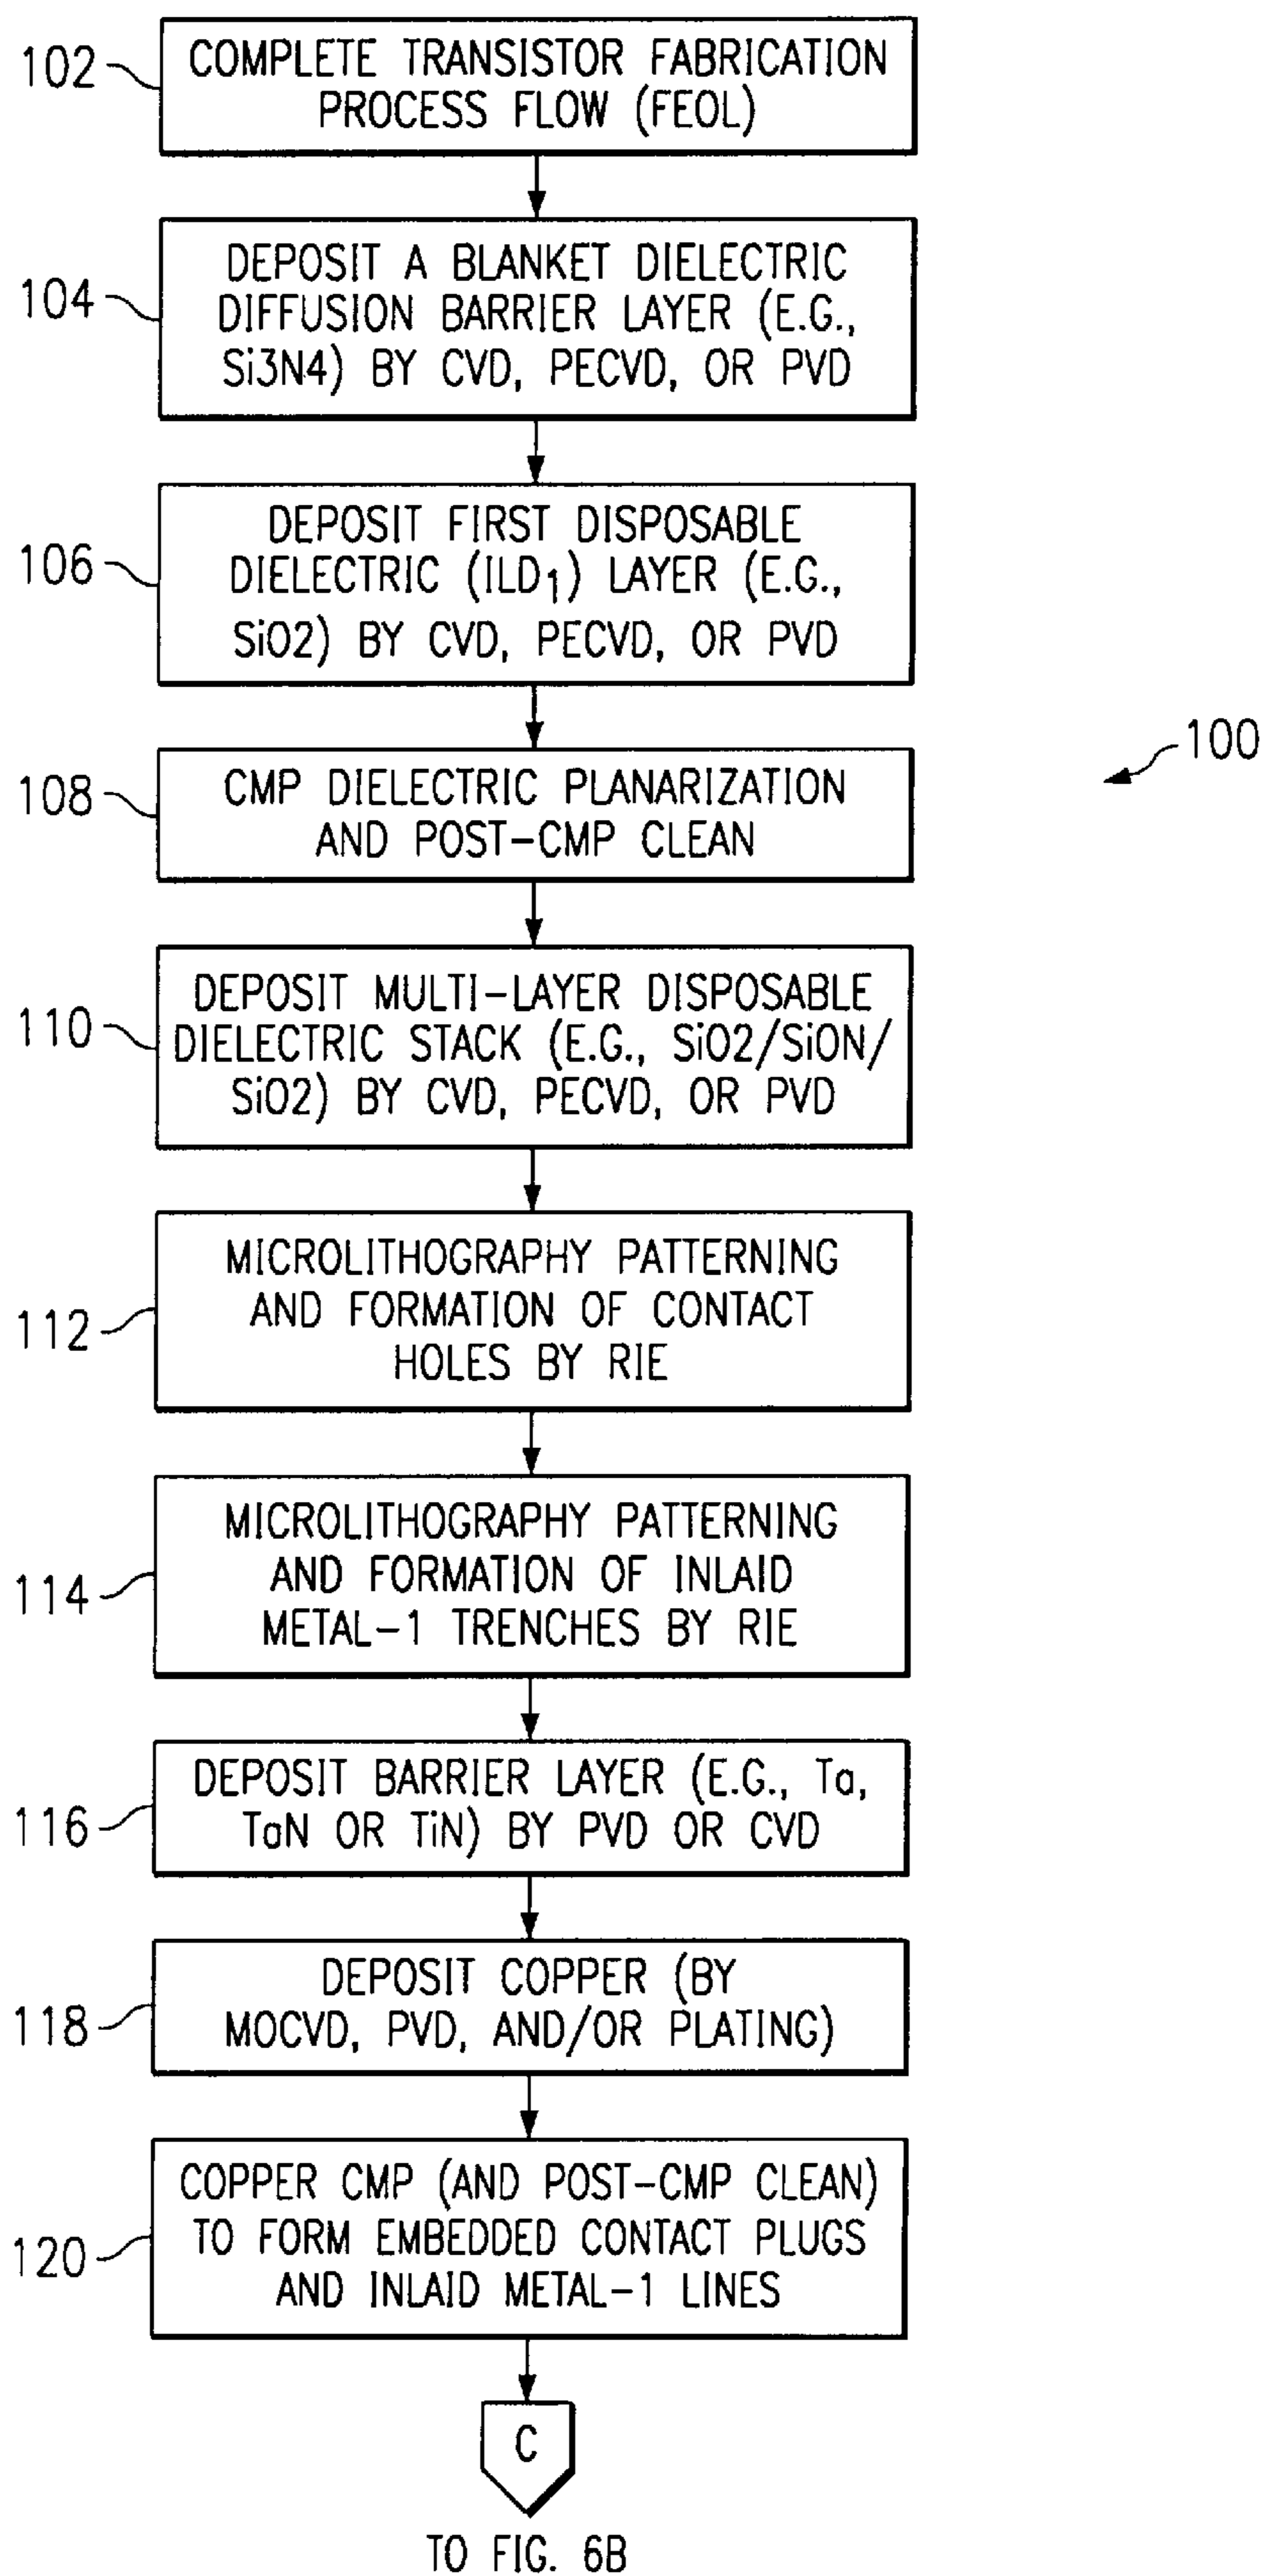 102
COMPLETE TRANSISTOR FABRICATION
PROCESS FLOW (FEOL)
104
DEPOSIT A BLANKET DIELECTRIC
DIFFUSION BARRIER LAYER (E.G.,
Si3N4) BY CVD, PECVD, OR PVD
106
DEPOSIT FIRST DISPOSABLE
DIELECTRIC (ILD1) LAYER (E.G.,
SiO2) BY CVD, PECVD, OR PVD
100
108
CMP DIELECTRIC PLANARIZATION
AND POST-CMP CLEAN
110
DEPOSIT MULTI-LAYER DISPOSABLE
DIELECTRIC STACK (E.G., SiO2/SiON/
SiO2) BY CVD, PECVD, OR PVD
112
MICROLITHOGRAPHY PATTERNING
AND FORMATION OF CONTACT
HOLES BY RIE
114
MICROLITHOGRAPHY PATTERNING
AND FORMATION OF INLAID
METAL-1 TRENCHES BY RIE
116
DEPOSIT BARRIER LAYER (E.G., Ta,
TaN OR TiN) BY PVD OR CVD
118
DEPOSIT COPPER (BY
MOCVD, PVD, AND/OR PLATING)
120
COPPER CMP (AND POST-CMP CLEAN)
TO FORM EMBEDDED CONTACT PLUGS
AND INLAID METAL-1 LINES
C
TO FIG. 6B